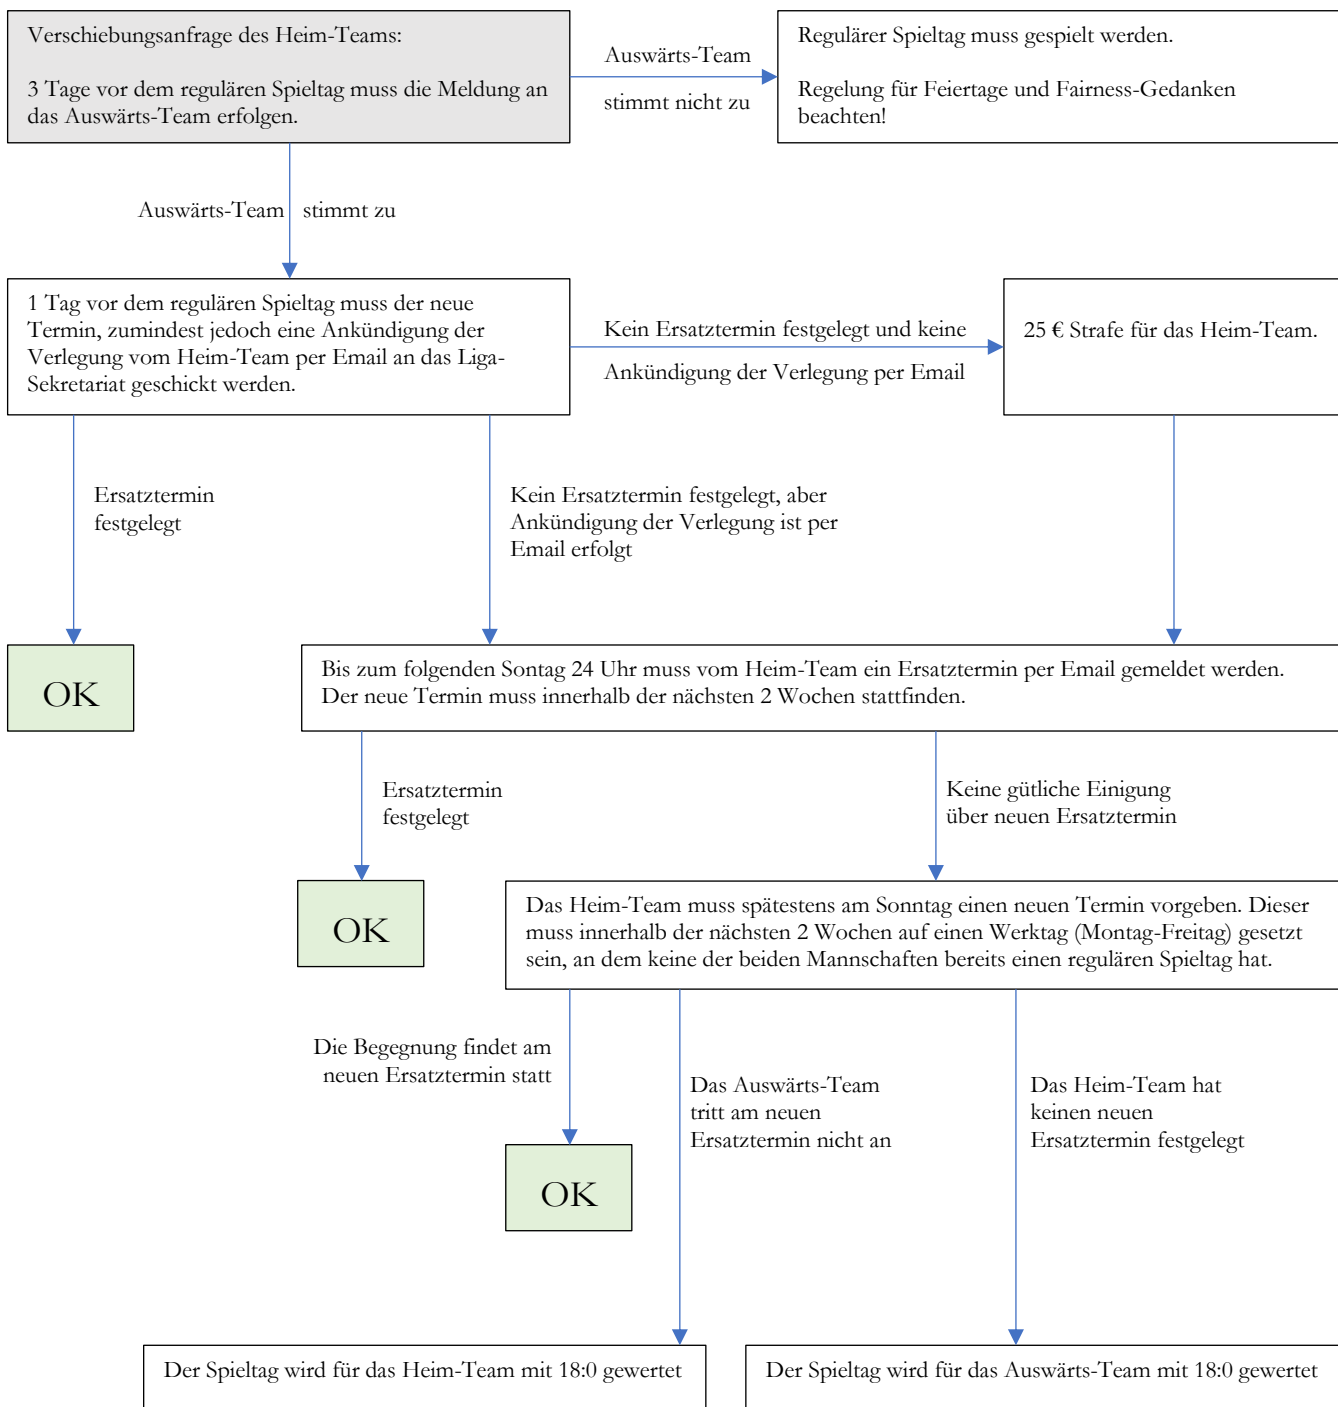 Verschiebungsanfrage des Heim-Teams:
3 Tage vor dem regulären Spieltag muss die Meldung an
das Auswärts-Team erfolgen.
Auswärts-Team
stimmt nicht zu
Regulärer Spieltag muss gespielt werden.
Regelung für Feiertage und Fairness-Gedanken
beachten!
Auswärts-Team stimmt zu
1 Tag vor dem regulären Spieltag muss der neue
Termin, zumindest jedoch eine Ankündigung der
Verlegung vom Heim-Team per Email an das Liga-
Sekretariat geschickt werden.
Kein Ersatztermin festgelegt und keine
Ankündigung der Verlegung per Email
25 € Strafe für das Heim-Team.
Ersatztermin
festgelegt
Kein Ersatztermin festgelegt, aber
Ankündigung der Verlegung ist per
Email erfolgt
OK
Bis zum folgenden Sontag 24 Uhr muss vom Heim-Team ein Ersatztermin per Email gemeldet werden.
Der neue Termin muss innerhalb der nächsten 2 Wochen stattfinden.
Ersatztermin
festgelegt
Keine gütliche Einigung
über neuen Ersatztermin
OK
Das Heim-Team muss spätestens am Sonntag einen neuen Termin vorgeben. Dieser
muss innerhalb der nächsten 2 Wochen auf einen Werktag (Montag-Freitag) gesetzt
sein, an dem keine der beiden Mannschaften bereits einen regulären Spieltag hat.
Die Begegnung findet am
neuen Ersatztermin statt
Das Auswärts-Team
tritt am neuen
Ersatztermin nicht an
Das Heim-Team hat
keinen neuen
Ersatztermin festgelegt
OK
Der Spieltag wird für das Heim-Team mit 18:0 gewertet
Der Spieltag wird für das Auswärts-Team mit 18:0 gewertet